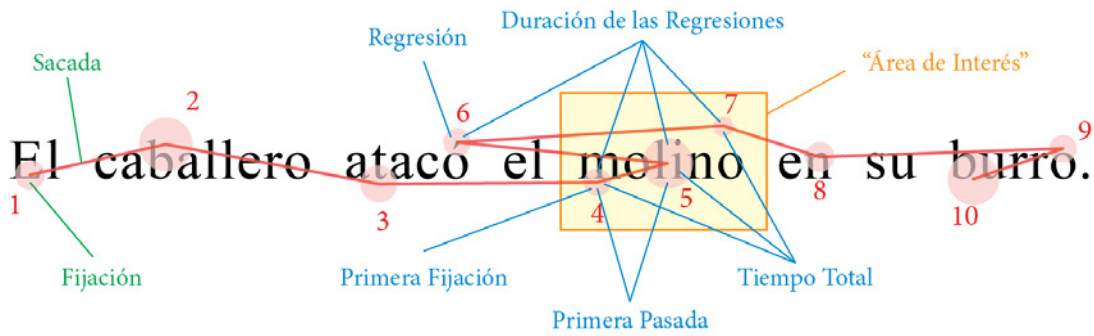 Duración de las Regresiones
Regresión
Sacada
“Área de Interés”
2
6
7
9
El caballero ataco el molino en su burro.
1
3
4
5
8
10
Fijación
Primera Fijación
Tiempo Total
Primera Pasada